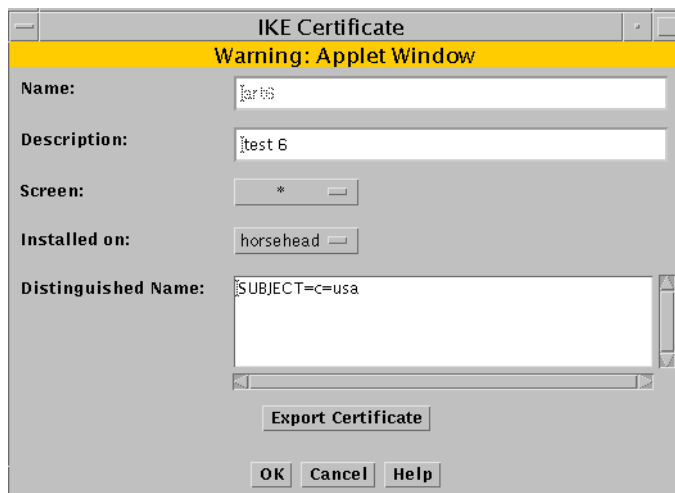 IKE Certificate
Warning: Applet Window
Name: art6
Description: test 6
Screen: *
Installed on: horsehead
Distinguished Name: SUBJECT=c=usa
Export Certificate
OK Cancel Help